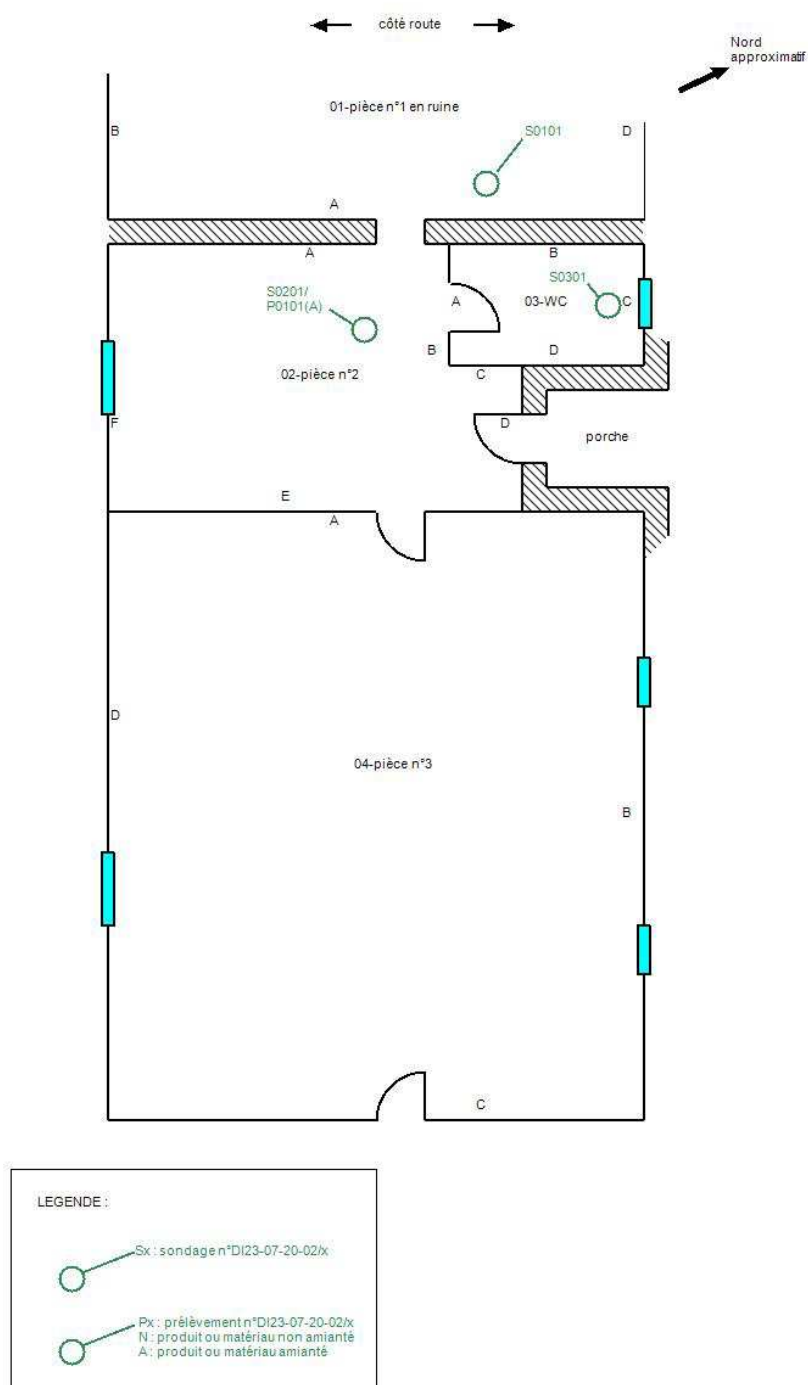 côté route
Nord
approximatif
01-pièce n°1 en ruine
S0101
B
D
A
A
B
S0301
S0201/
P0101(A)
A
03-WC
C
B
D
02-pièce n°2
C
F
D
porche
E
A
D
04-pièce n°3
B
C
LEGENDE :
Sx : sondage n°DI23-07-20-02/x
Px : prélèvement n°DI23-07-20-02/x
N : produit ou matériau non amianté
A : produit ou matériau amianté